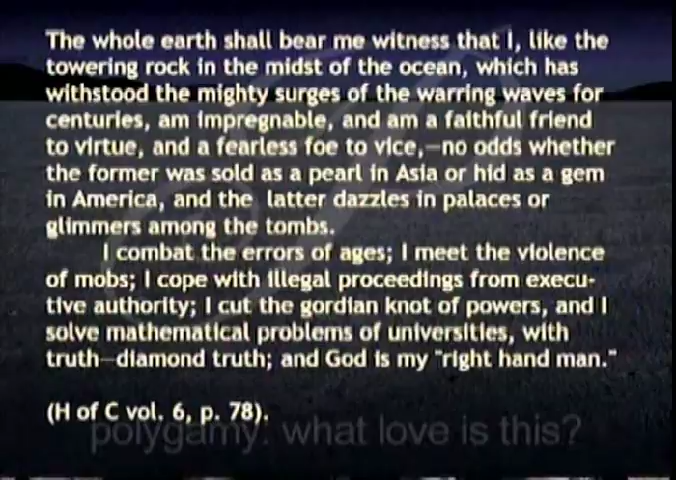 The whole earth shall bear me witness that I, like the
towering rock in the midst of the ocean, which has
withstood the mighty surges of the warring waves for
centuries, am impregnable, and am a faithful friend
to virtue, and a fearless foe to vice,—no odds whether
the former was sold as a pearl in Asia or hid as a gem
in America, and the latter dazzles in palaces or
glimmers among the tombs.
I combat the errors of ages; I meet the violence
of mobs; I cope with illegal proceedings from execu-
tive authority; I cut the gordian knot of powers, and I
solve mathematical problems of universities, with
truth—diamond truth; and God is my "right hand man."
(H of C vol. 6, p. 78).
polygamy: what love is this?